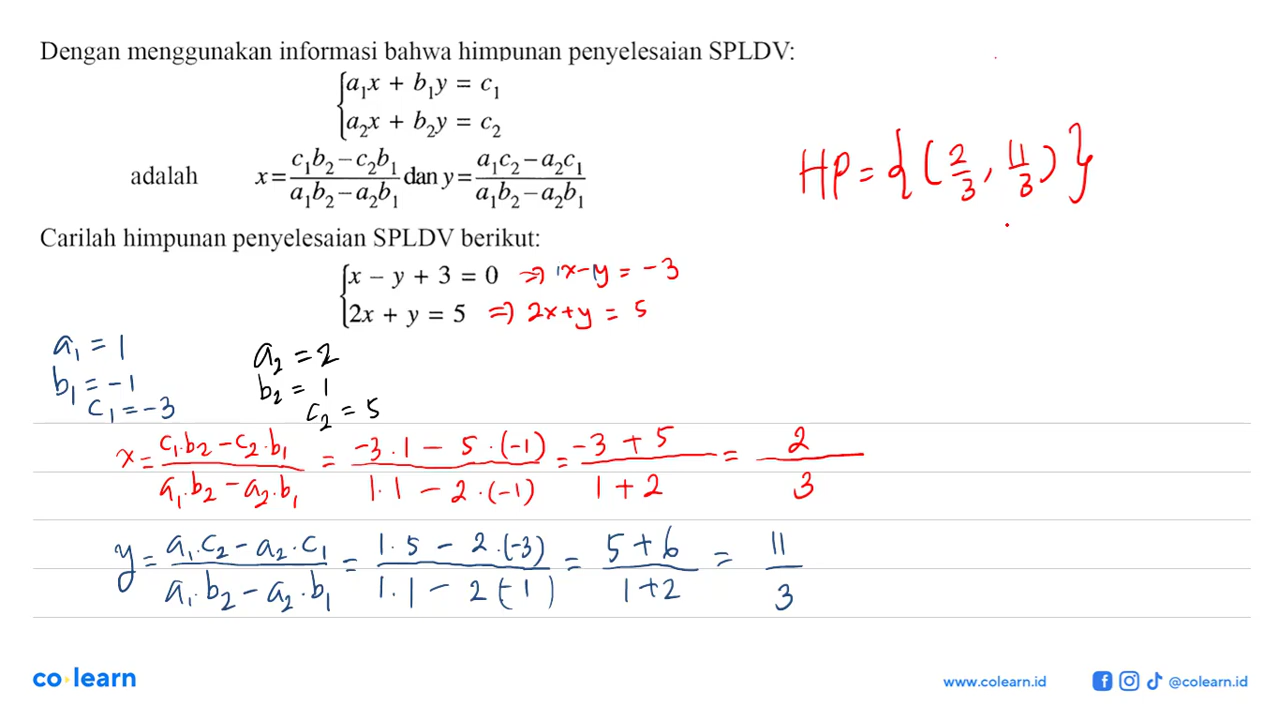 Dengan menggunakan informasi bahwa himpunan penyelesaian SPLDV:
a₁x + b₁y = c₁
a₂x + b₂y = c₂
adalah x = (c₁b₂ − c₂b₁)/(a₁b₂ − a₂b₁) dan y = (a₁c₂ − a₂c₁)/(a₁b₂ − a₂b₁)
HP = {(2/3, 11/3)}
Carilah himpunan penyelesaian SPLDV berikut:
x − y + 3 = 0 ⇒ 1x − 1y = −3
2x + y = 5 ⇒ 2x + y = 5
a₁ = 1 a₂ = 2
b₁ = −1 b₂ = 1
c₁ = −3 c₂ = 5
x = (c₁·b₂ − c₂·b₁)/(a₁·b₂ − a₂·b₁) = (−3·1 − 5·(−1))/(1·1 − 2·(−1)) = (−3 + 5)/(1 + 2) = 2/3
y = (a₁·c₂ − a₂·c₁)/(a₁·b₂ − a₂·b₁) = (1·5 − 2·(−3))/(1·1 − 2(−1)) = (5 + 6)/(1 + 2) = 11/3
co·learn www.colearn.id @colearn.id